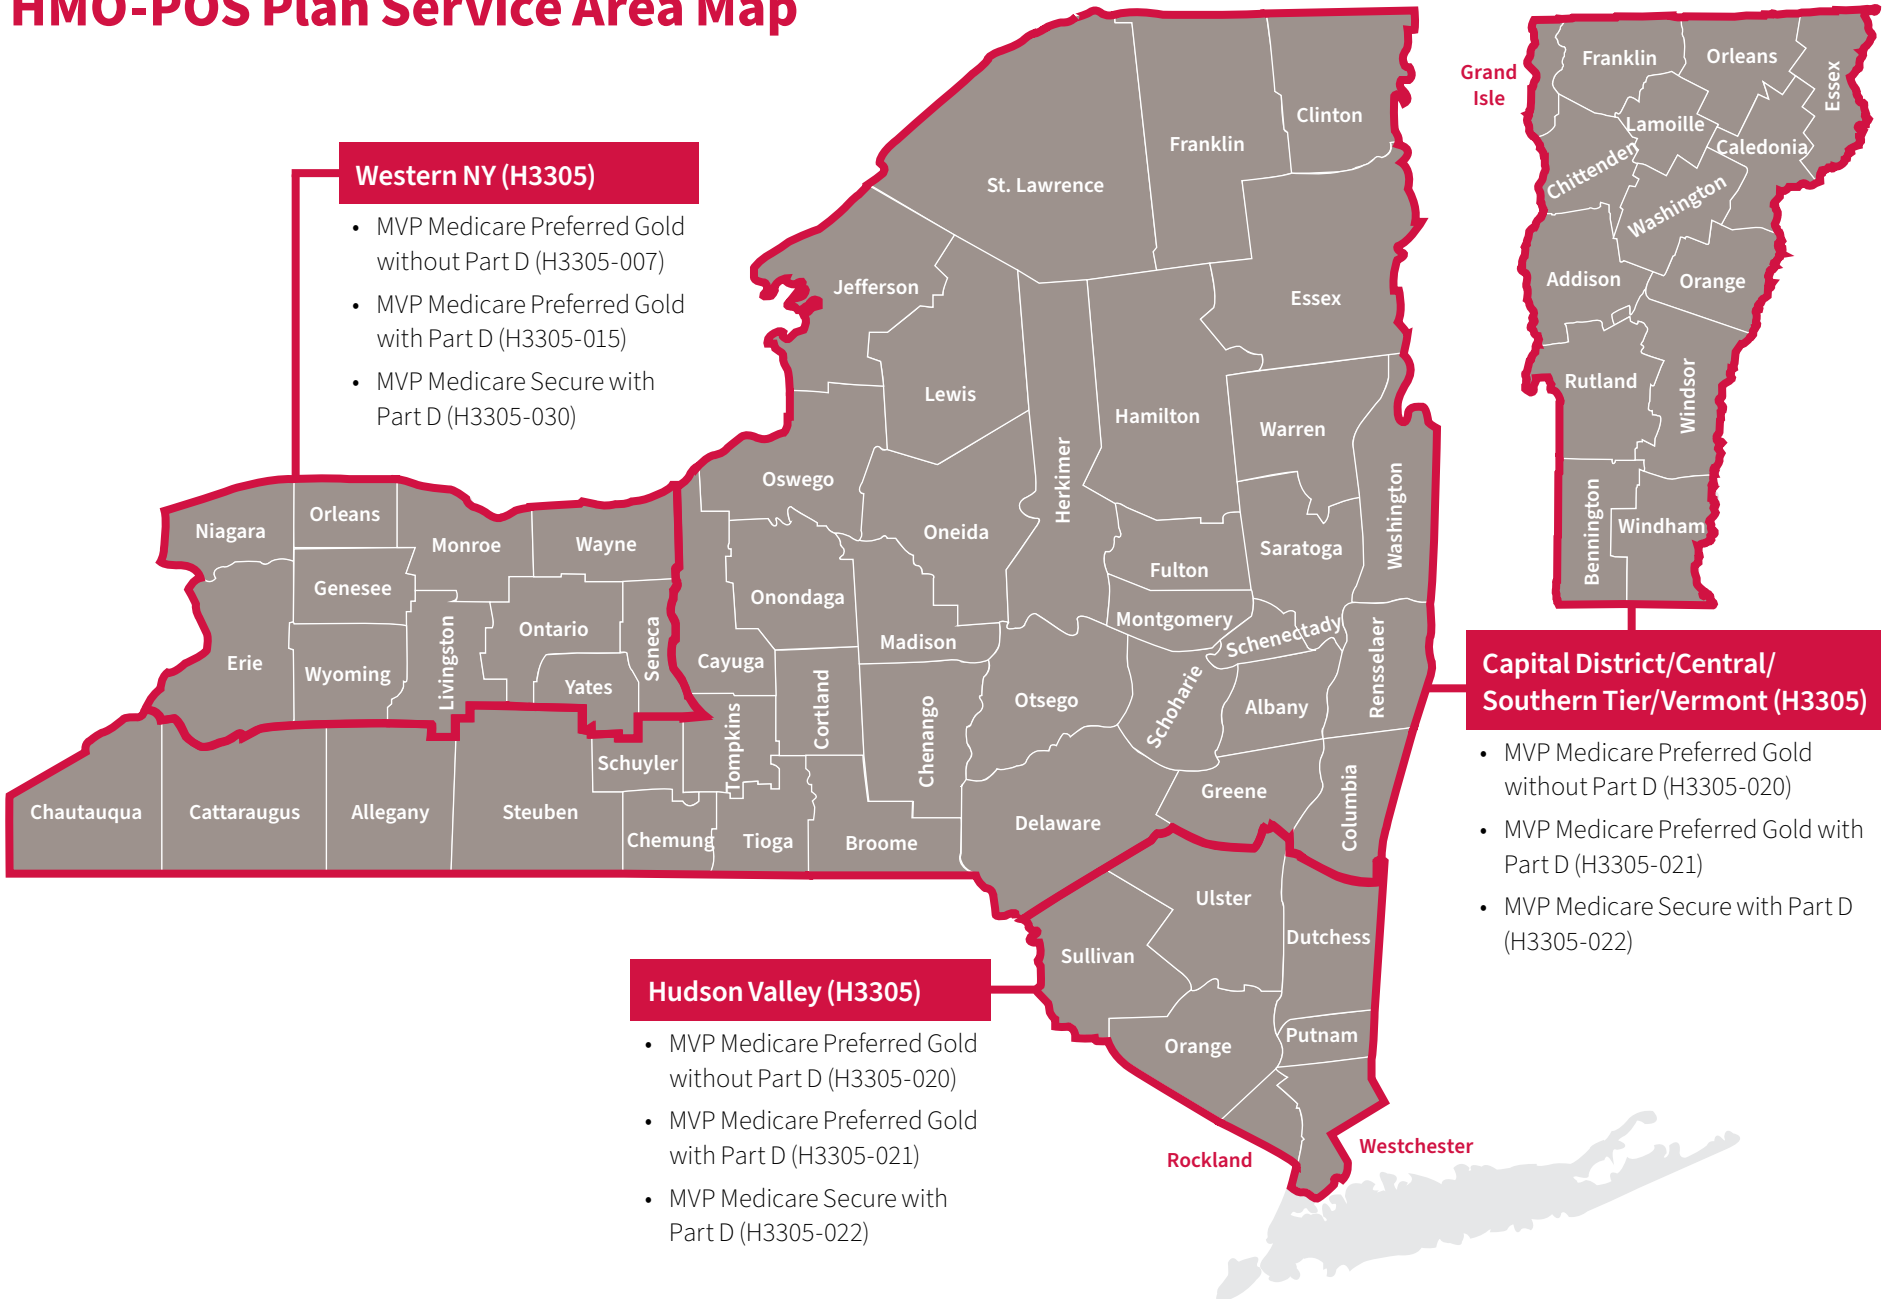 HMO-POS Plan Service Area Map
Western NY (H3305)
• MVP Medicare Preferred Gold
without Part D (H3305-007)
• MVP Medicare Preferred Gold
with Part D (H3305-015)
• MVP Medicare Secure with
Part D (H3305-030)
Niagara
Orleans
Monroe
Wayne
Genesee
Erie
Wyoming
Livingston
Ontario
Yates
Seneca
Chautauqua
Cattaraugus
Allegany
Steuben
Schuyler
Chemung
Tompkins
Tioga
Broome
Cayuga
Cortland
Onondaga
Oswego
Jefferson
Lewis
St. Lawrence
Franklin
Clinton
Essex
Hamilton
Herkimer
Oneida
Madison
Chenango
Otsego
Delaware
Warren
Washington
Saratoga
Fulton
Montgomery
Schenectady
Schoharie
Albany
Rensselaer
Greene
Columbia
Ulster
Sullivan
Dutchess
Orange
Putnam
Rockland
Westchester
Grand
Isle
Franklin
Orleans
Essex
Lamoille
Chittenden
Caledonia
Washington
Addison
Orange
Rutland
Windsor
Bennington
Windham
Capital District/Central/
Southern Tier/Vermont (H3305)
• MVP Medicare Preferred Gold
without Part D (H3305-020)
• MVP Medicare Preferred Gold with
Part D (H3305-021)
• MVP Medicare Secure with Part D
(H3305-022)
Hudson Valley (H3305)
• MVP Medicare Preferred Gold
without Part D (H3305-020)
• MVP Medicare Preferred Gold
with Part D (H3305-021)
• MVP Medicare Secure with
Part D (H3305-022)